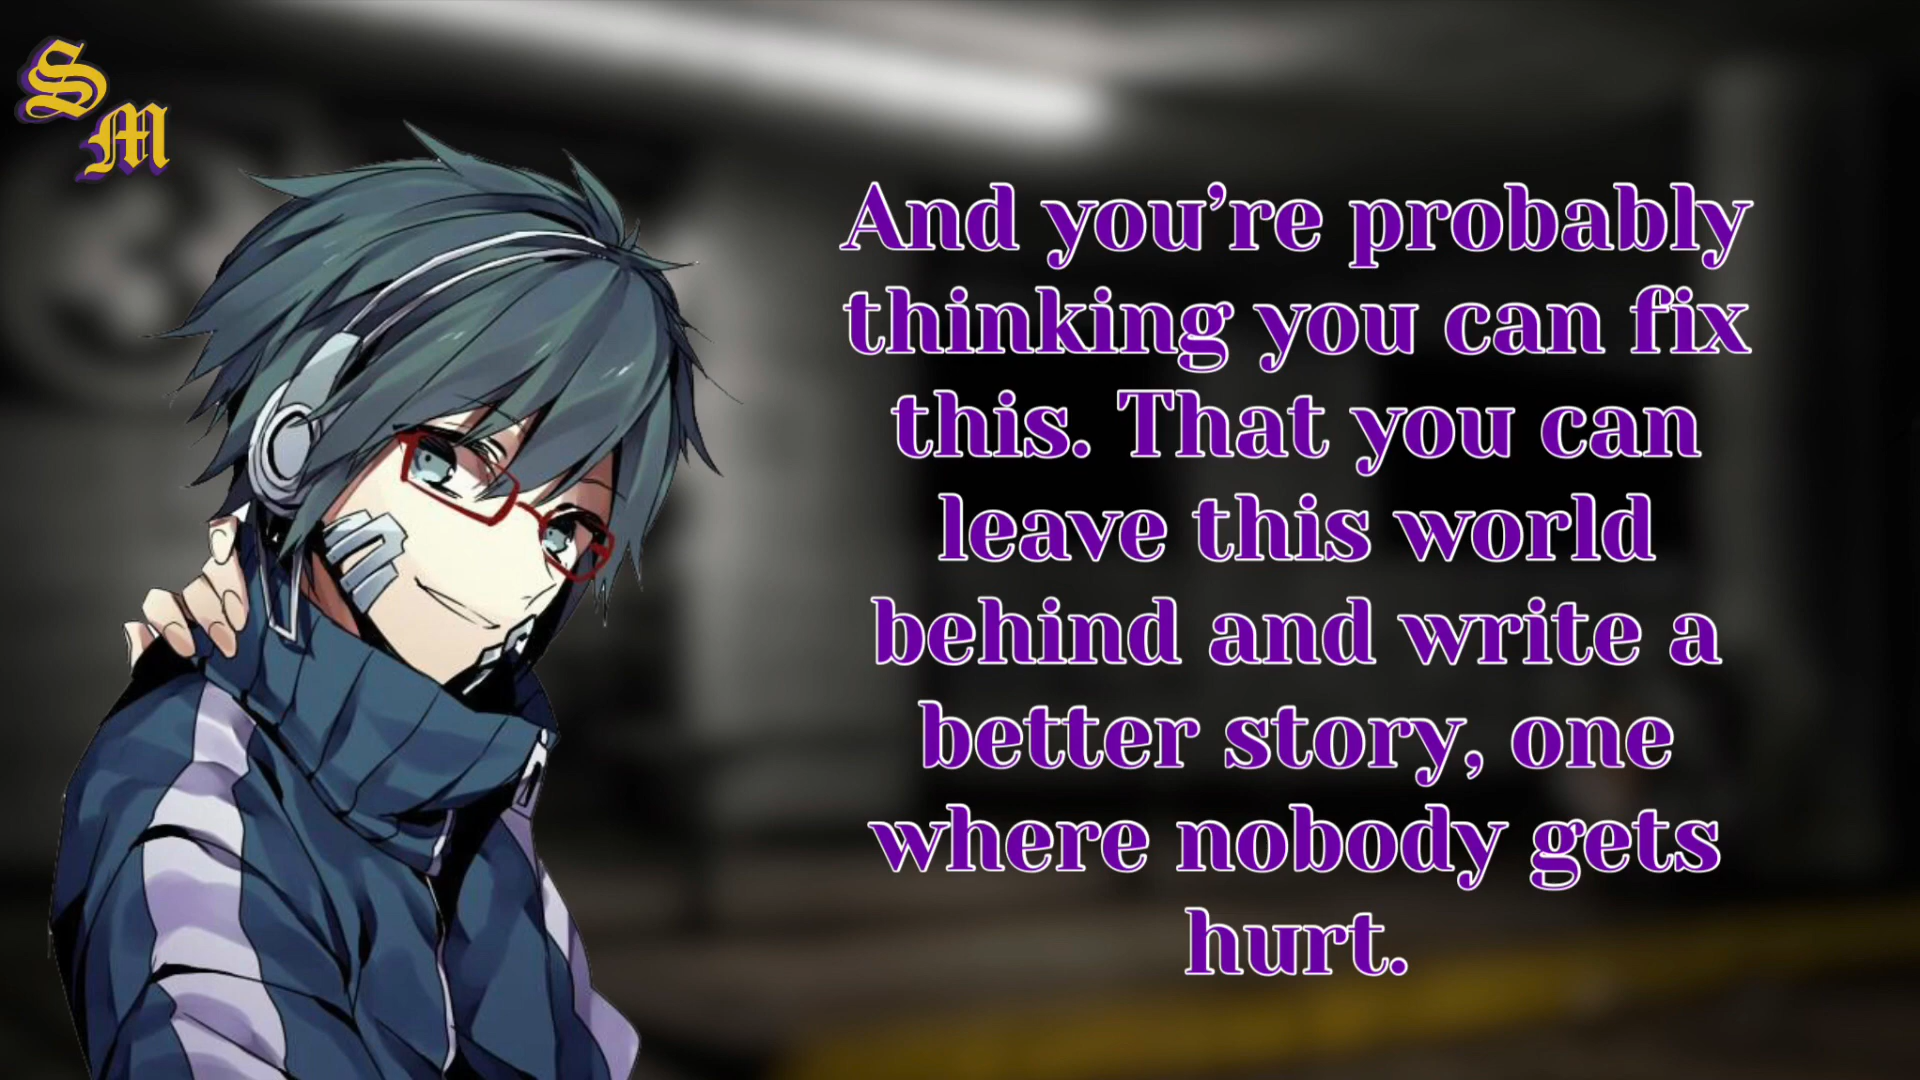 S
M
3
And you’re probably
thinking you can fix
this. That you can
leave this world
behind and write a
better story, one
where nobody gets
hurt.